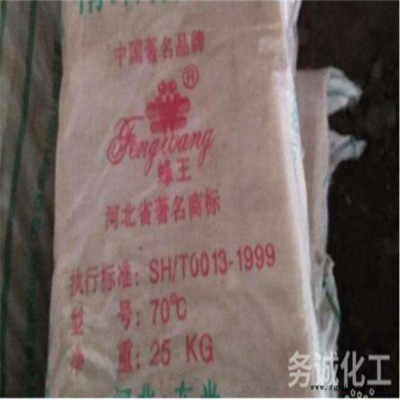 中国著名品牌
®
Fengwang
蜂王
河北省著名商标
执行标准: SH/T0013-1999
型 号: 70℃
净 重: 25 KG
务诚化工